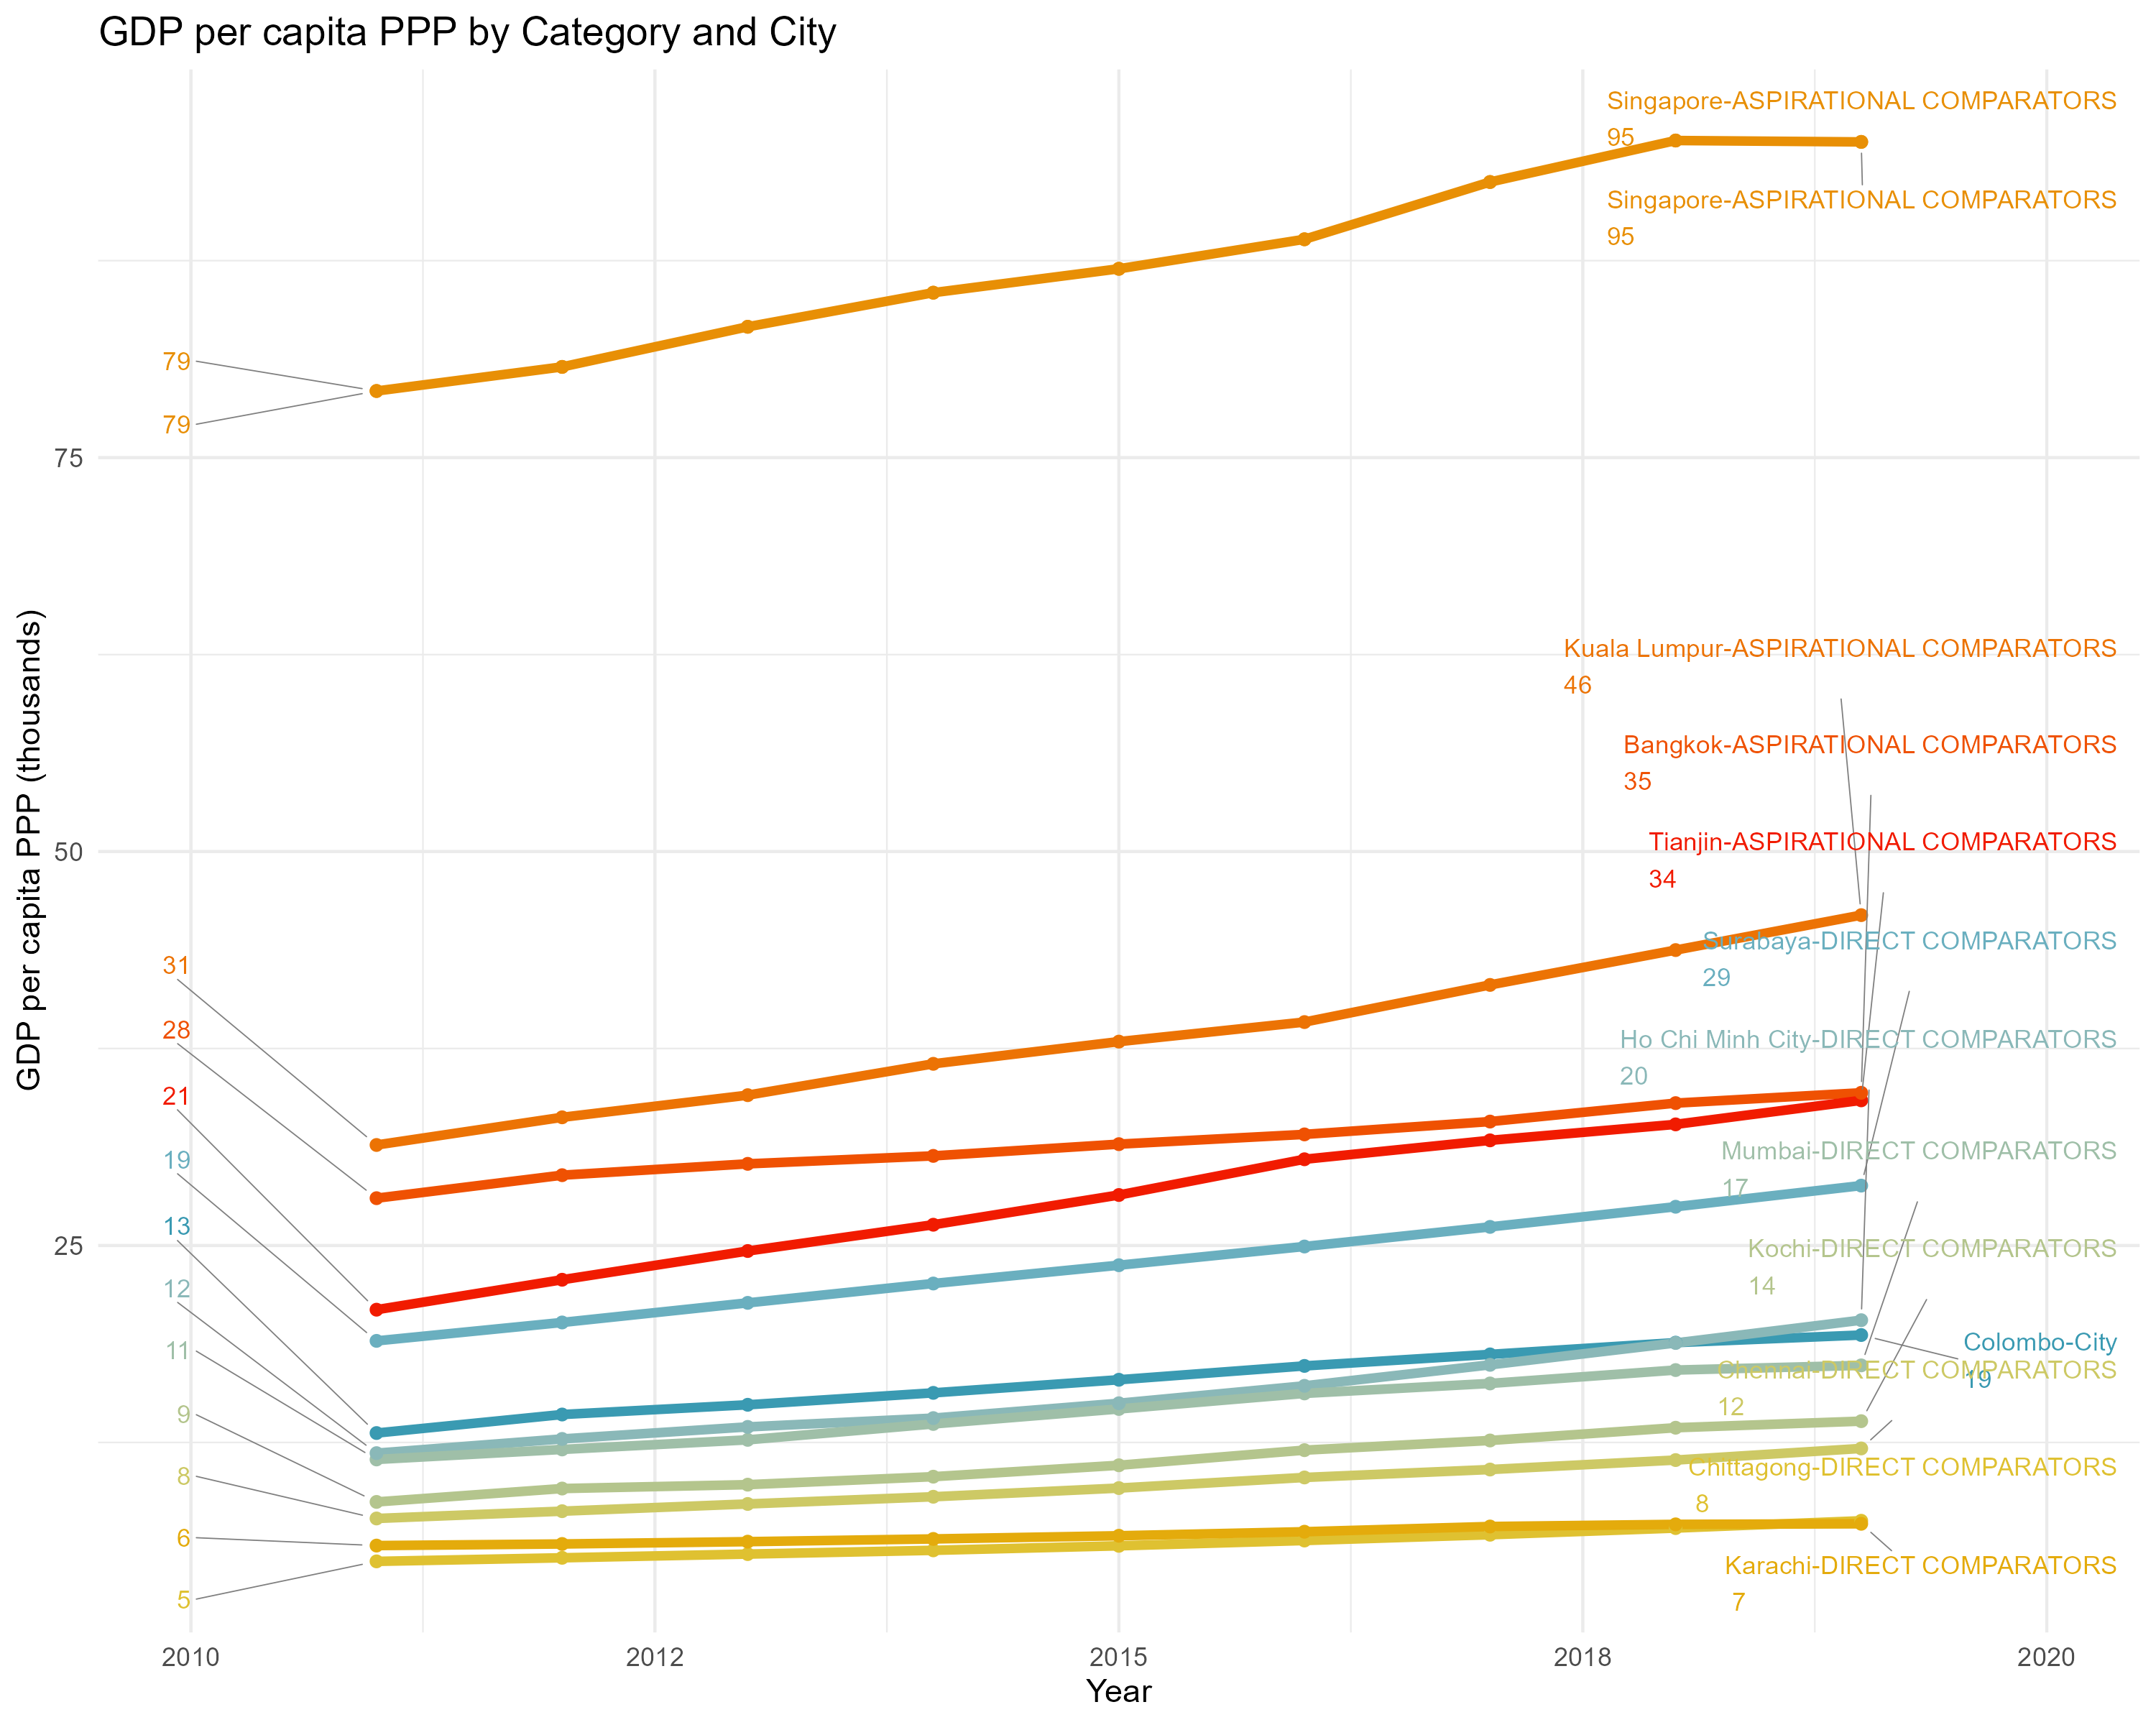 GDP per capita PPP by Category and City
Singapore-ASPIRATIONAL COMPARATORS
95
Singapore-ASPIRATIONAL COMPARATORS
95
79
79
75
Kuala Lumpur-ASPIRATIONAL COMPARATORS
46
Bangkok-ASPIRATIONAL COMPARATORS
35
Tianjin-ASPIRATIONAL COMPARATORS
34
50
Surabaya-DIRECT COMPARATORS
29
31
28
Ho Chi Minh City-DIRECT COMPARATORS
20
21
Mumbai-DIRECT COMPARATORS
17
19
13
25
Kochi-DIRECT COMPARATORS
14
12
Colombo-City
19
11
Chennai-DIRECT COMPARATORS
12
9
Chittagong-DIRECT COMPARATORS
8
8
6
Karachi-DIRECT COMPARATORS
7
5
GDP per capita PPP (thousands)
2010
2012
2015
2018
2020
Year